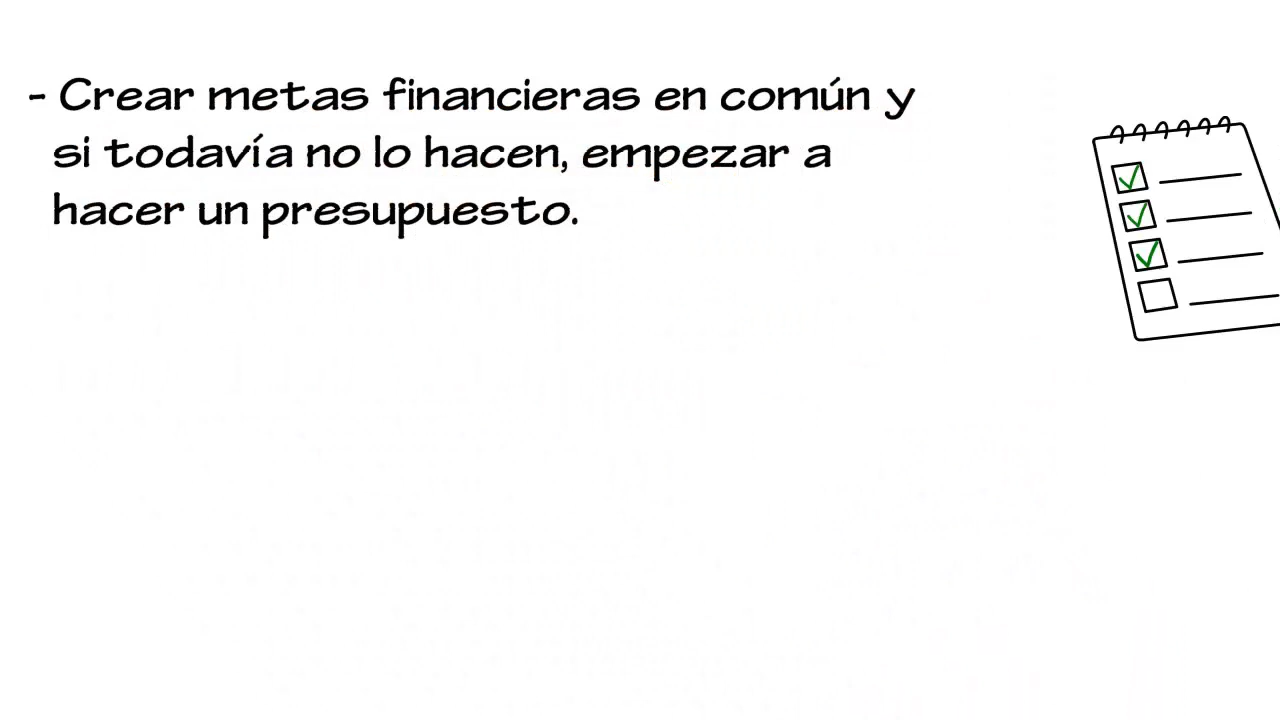 - Crear metas financieras en común y
si todavía no lo hacen, empezar a
hacer un presupuesto.